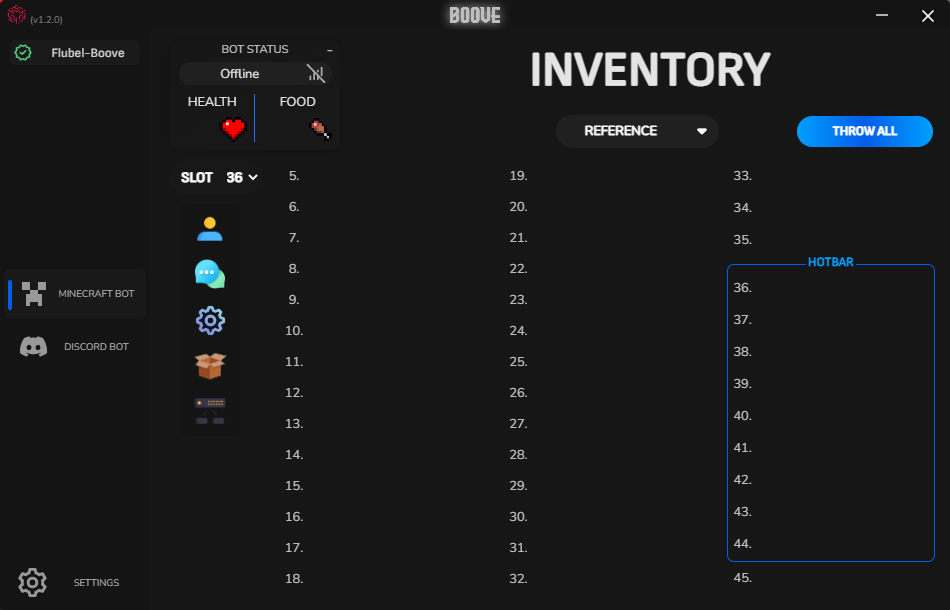 (v1.2.0)
BOOVE
Flubel-Boove
MINECRAFT BOT
DISCORD BOT
SETTINGS
BOT STATUS
-
Offline
HEALTH
FOOD
SLOT 36
INVENTORY
REFERENCE
THROW ALL
5.
6.
7.
8.
9.
10.
11.
12.
13.
14.
15.
16.
17.
18.
19.
20.
21.
22.
23.
24.
25.
26.
27.
28.
29.
30.
31.
32.
33.
34.
35.
HOTBAR
36.
37.
38.
39.
40.
41.
42.
43.
44.
45.